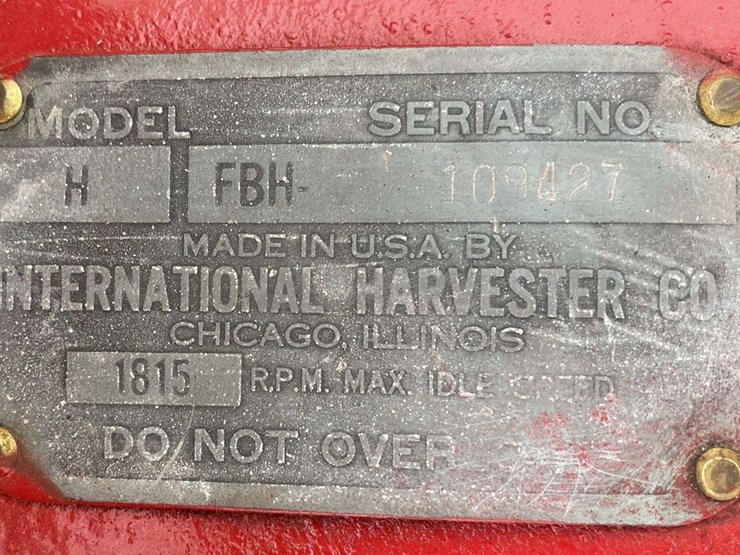 MODEL SERIAL NO.
H FBH- 109427
MADE IN U.S.A. BY
INTERNATIONAL HARVESTER CO.
CHICAGO, ILLINOIS
1815 R.P.M. MAX. IDLE SPEED
DO NOT OVER